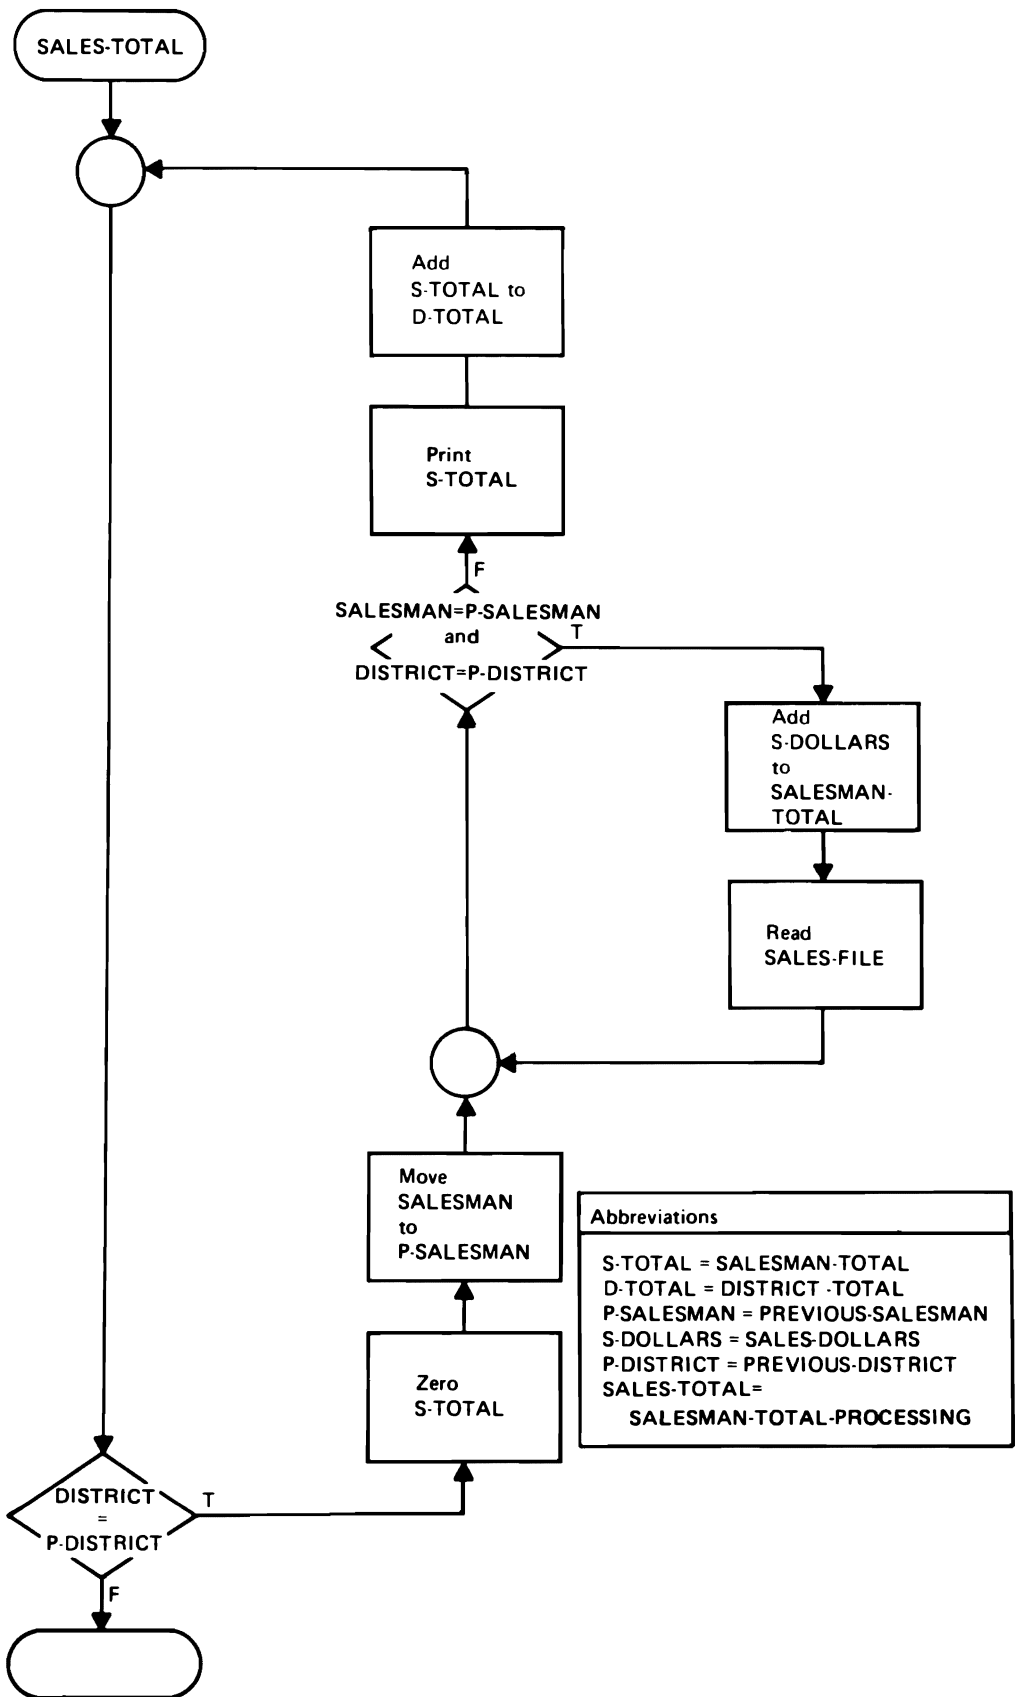 SALES-TOTAL
Add
S-TOTAL to
D-TOTAL
Print
S-TOTAL
F
SALESMAN=P-SALESMAN
and
T
DISTRICT=P-DISTRICT
Add
S-DOLLARS
to
SALESMAN-
TOTAL
Read
SALES-FILE
Move
SALESMAN
to
P-SALESMAN
Zero
S-TOTAL
Abbreviations
S-TOTAL = SALESMAN-TOTAL
D-TOTAL = DISTRICT -TOTAL
P-SALESMAN = PREVIOUS-SALESMAN
S-DOLLARS = SALES-DOLLARS
P-DISTRICT = PREVIOUS-DISTRICT
SALES-TOTAL=
SALESMAN-TOTAL-PROCESSING
DISTRICT
=
P-DISTRICT
T
F